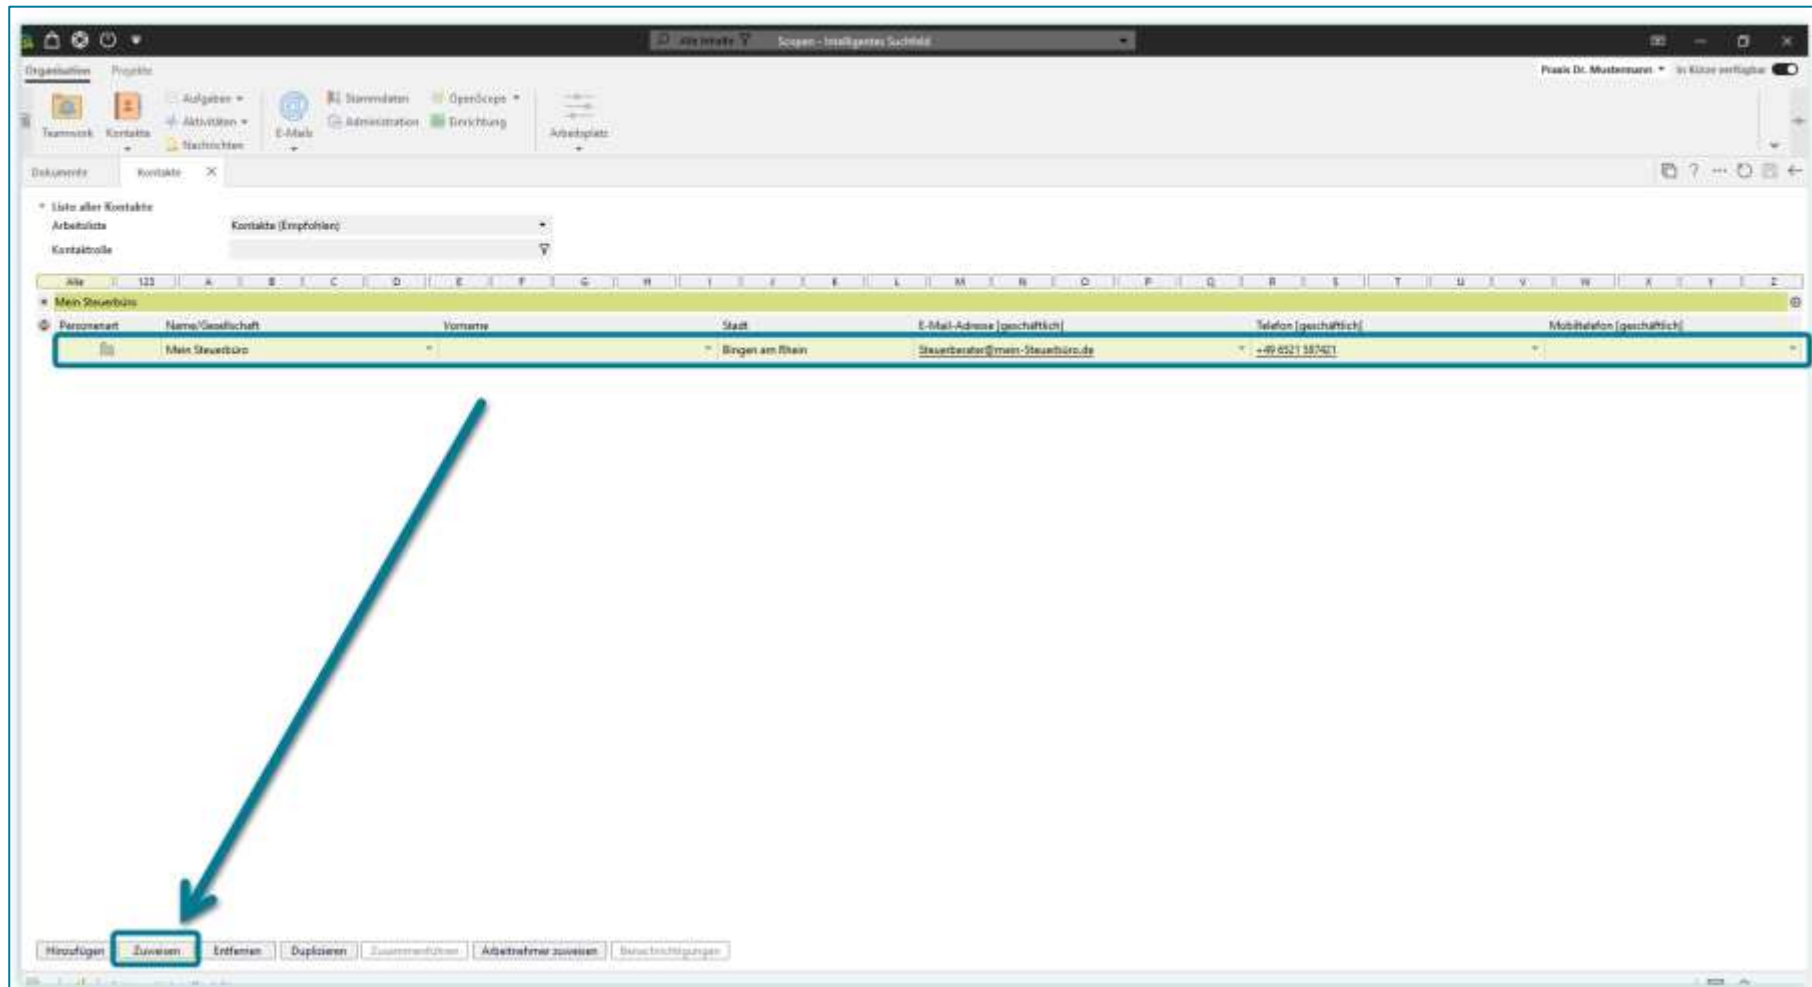 Alle Inhalte Scopen - Intelligentes Suchfeld
Organisation Projekte
Praxis Dr. Mustermann In Kürze verfügbar
Teamwork Kontakte
Aufgaben
Aktivitäten
Nachrichten
E-Mails
Stammdaten OpenScope
Administration Einrichtung
Arbeitsplatz
Dokumente Kontakte
Liste aller Kontakte
Arbeitsliste Kontakte (Empfohlen)
Kontaktrolle
Alle 123 A B C D E F G H I J K L M N O P Q R S T U V W X Y Z
Mein Steuerbüro
Personenart Name/Gesellschaft Vorname Stadt E-Mail-Adresse [geschäftlich] Telefon [geschäftlich] Mobiltelefon [geschäftlich]
Mein Steuerbüro Bingen am Rhein Steuerberater@mein-Steuerbüro.de +49 6521 587421
Hinzufügen Zuweisen Entfernen Duplizieren Zusammenführen Arbeitnehmer zuweisen Benachrichtigungen